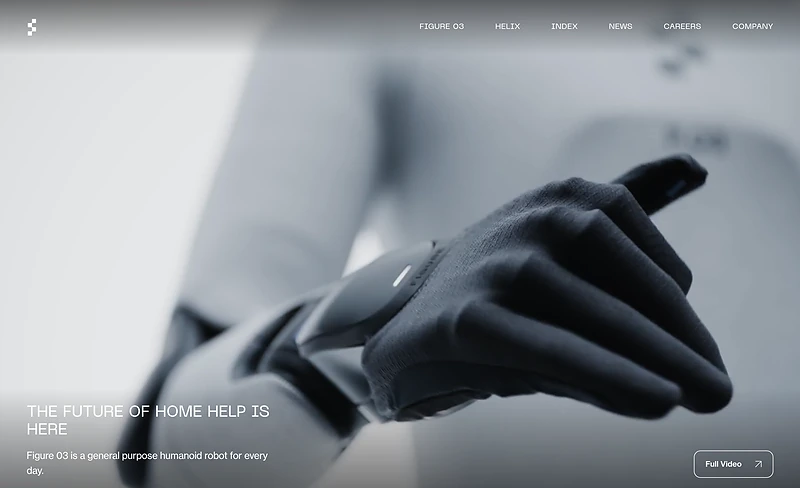 FIGURE 03
HELIX
INDEX
NEWS
CAREERS
COMPANY
THE FUTURE OF HOME HELP IS
HERE
Figure 03 is a general purpose humanoid robot for every
day.
Full Video